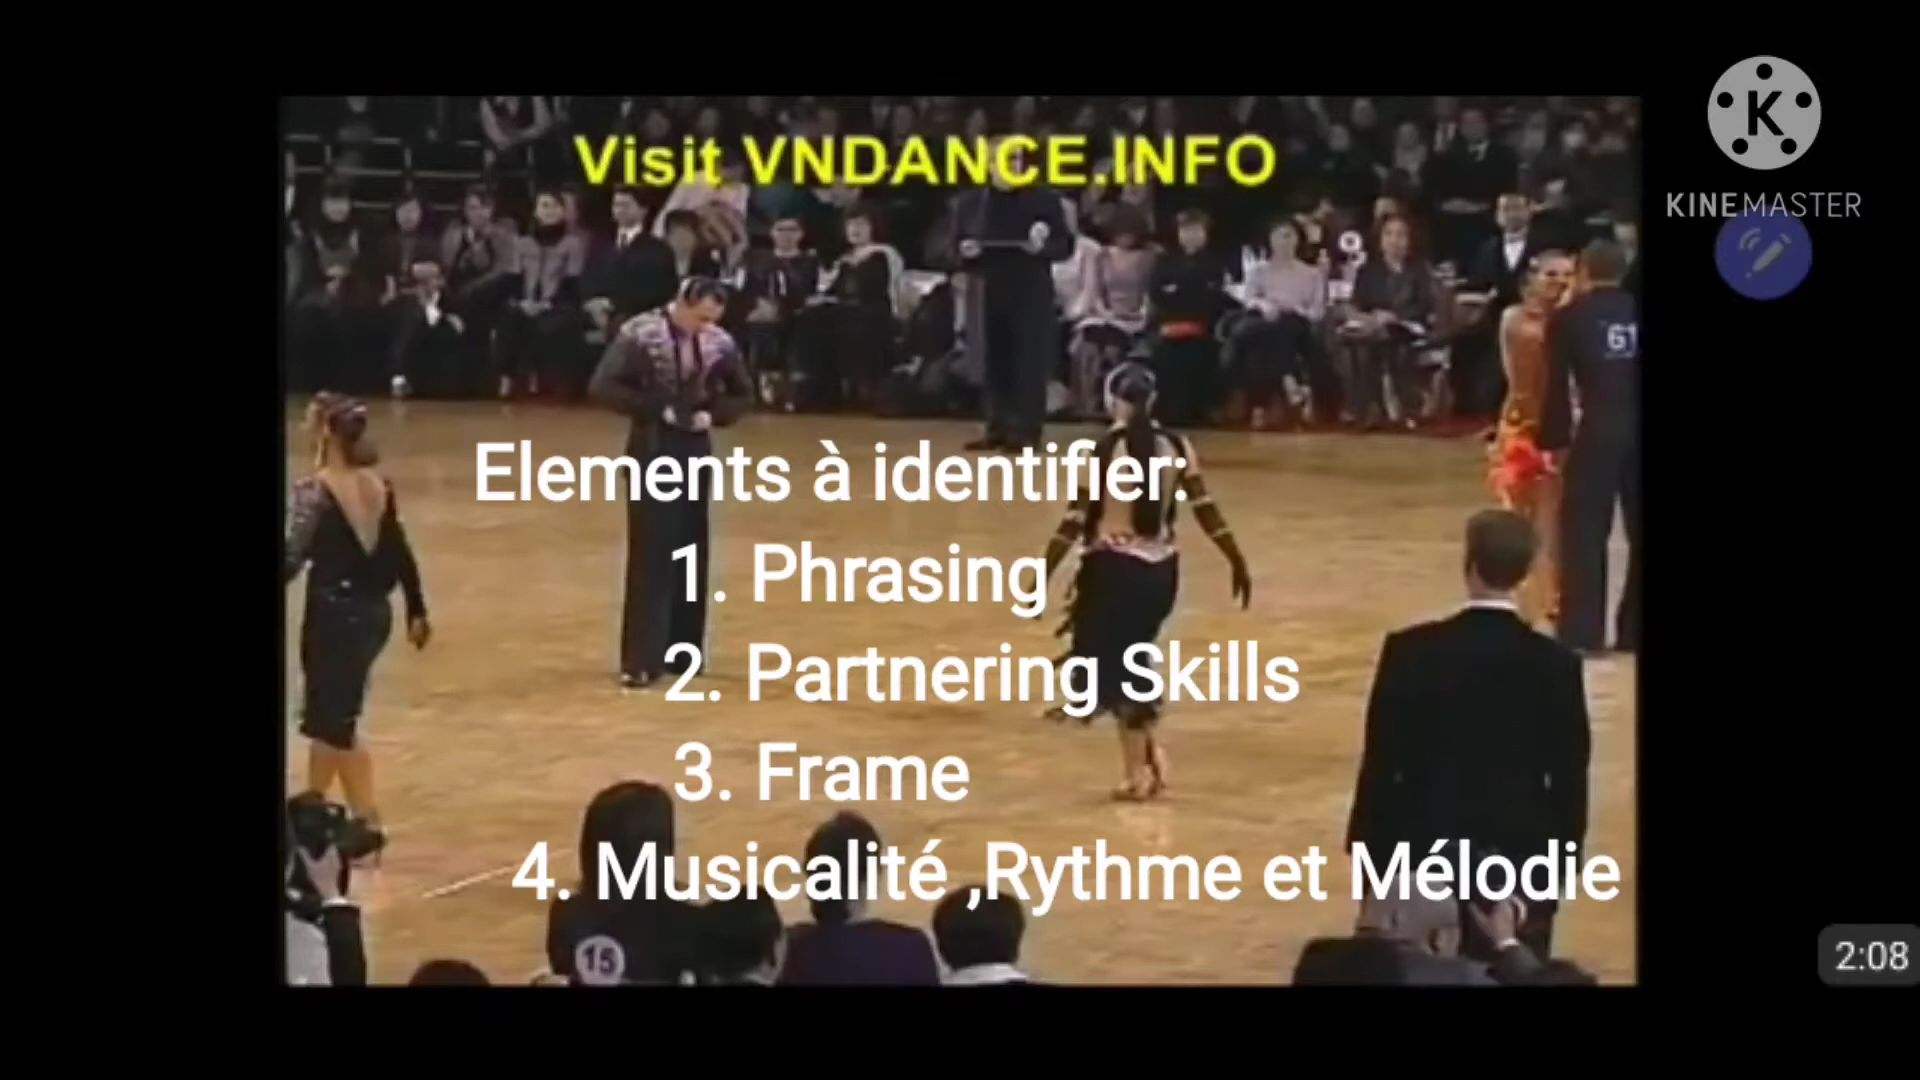 Visit VNDANCE.INFO
K
KINEMASTER
61
Elements à identifier:
1. Phrasing
2. Partnering Skills
3. Frame
4. Musicalité ,Rythme et Mélodie
15
2:08